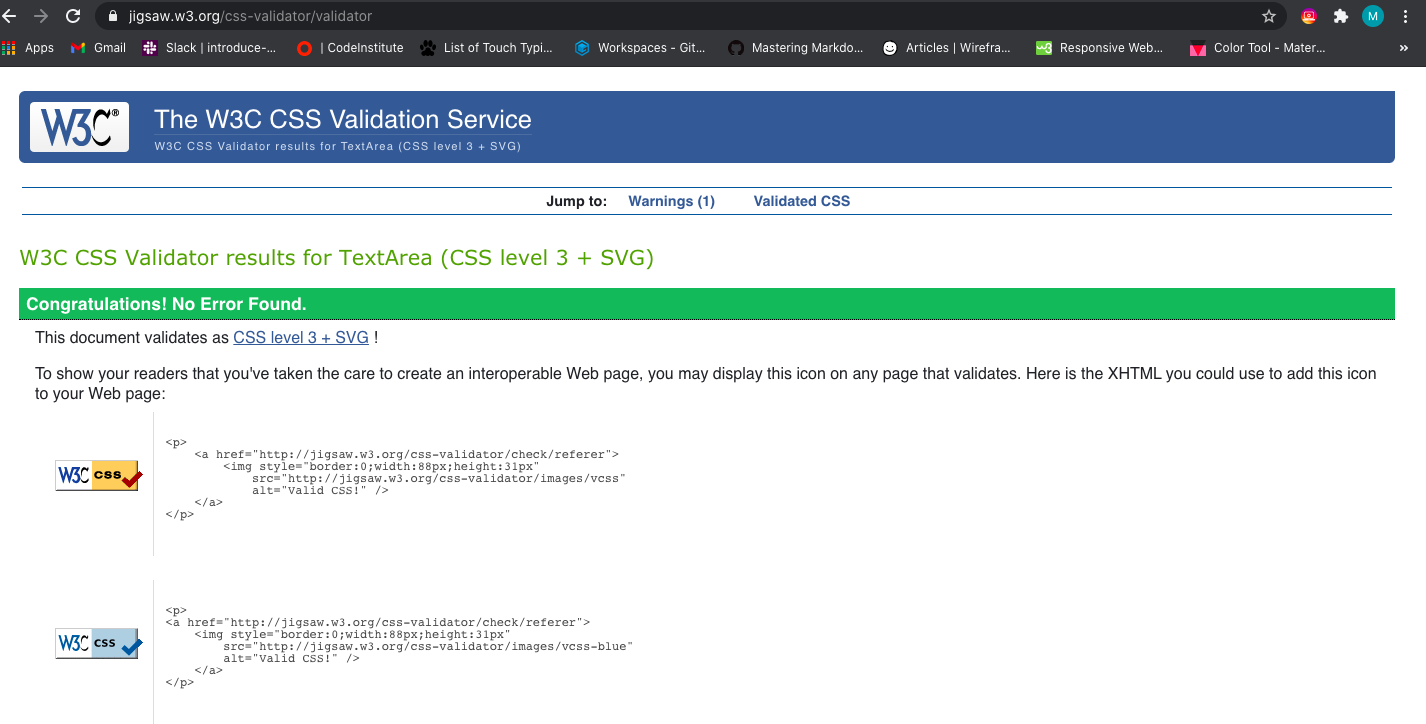 jigsaw.w3.org/css-validator/validator
M
Apps Gmail Slack | introduce-... | CodeInstitute List of Touch Typi... Workspaces - Git... Mastering Markdo... Articles | Wirefra... Responsive Web... Color Tool - Mater... »
W3C® The W3C CSS Validation Service
W3C CSS Validator results for TextArea (CSS level 3 + SVG)
Jump to: Warnings (1) Validated CSS
W3C CSS Validator results for TextArea (CSS level 3 + SVG)
Congratulations! No Error Found.
This document validates as CSS level 3 + SVG !
To show your readers that you've taken the care to create an interoperable Web page, you may display this icon on any page that validates. Here is the XHTML you could use to add this icon
to your Web page:
<p>
<a href="http://jigsaw.w3.org/css-validator/check/referer">
<img style="border:0;width:88px;height:31px"
W3C css
src="http://jigsaw.w3.org/css-validator/images/vcss"
alt="Valid CSS!" />
</a>
</p>
<p>
<a href="http://jigsaw.w3.org/css-validator/check/referer">
<img style="border:0;width:88px;height:31px"
W3C css
src="http://jigsaw.w3.org/css-validator/images/vcss-blue"
alt="Valid CSS!" />
</a>
</p>